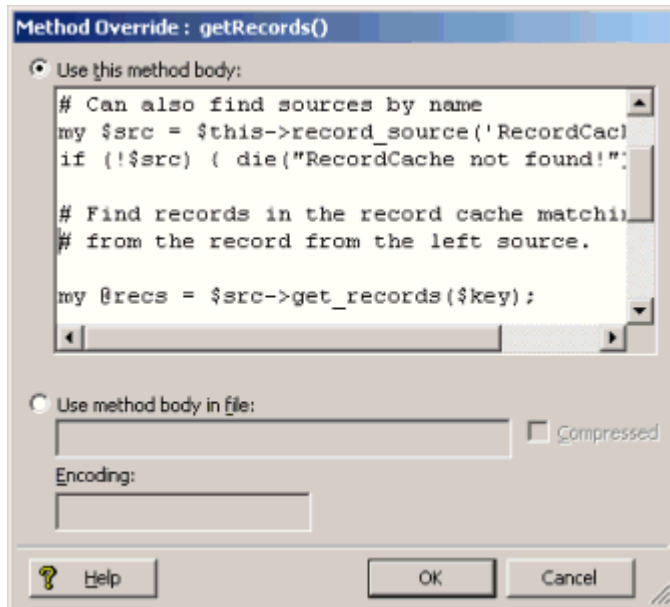 Method Override : getRecords()
Use this method body:
# Can also find sources by name
my $src = $this->record_source('RecordCacl
if (!$src) { die("RecordCache not found!"
# Find records in the record cache matchi
# from the record from the left source.
my @recs = $src->get_records($key);
Use method body in file:
Compressed
Encoding:
Help
OK
Cancel